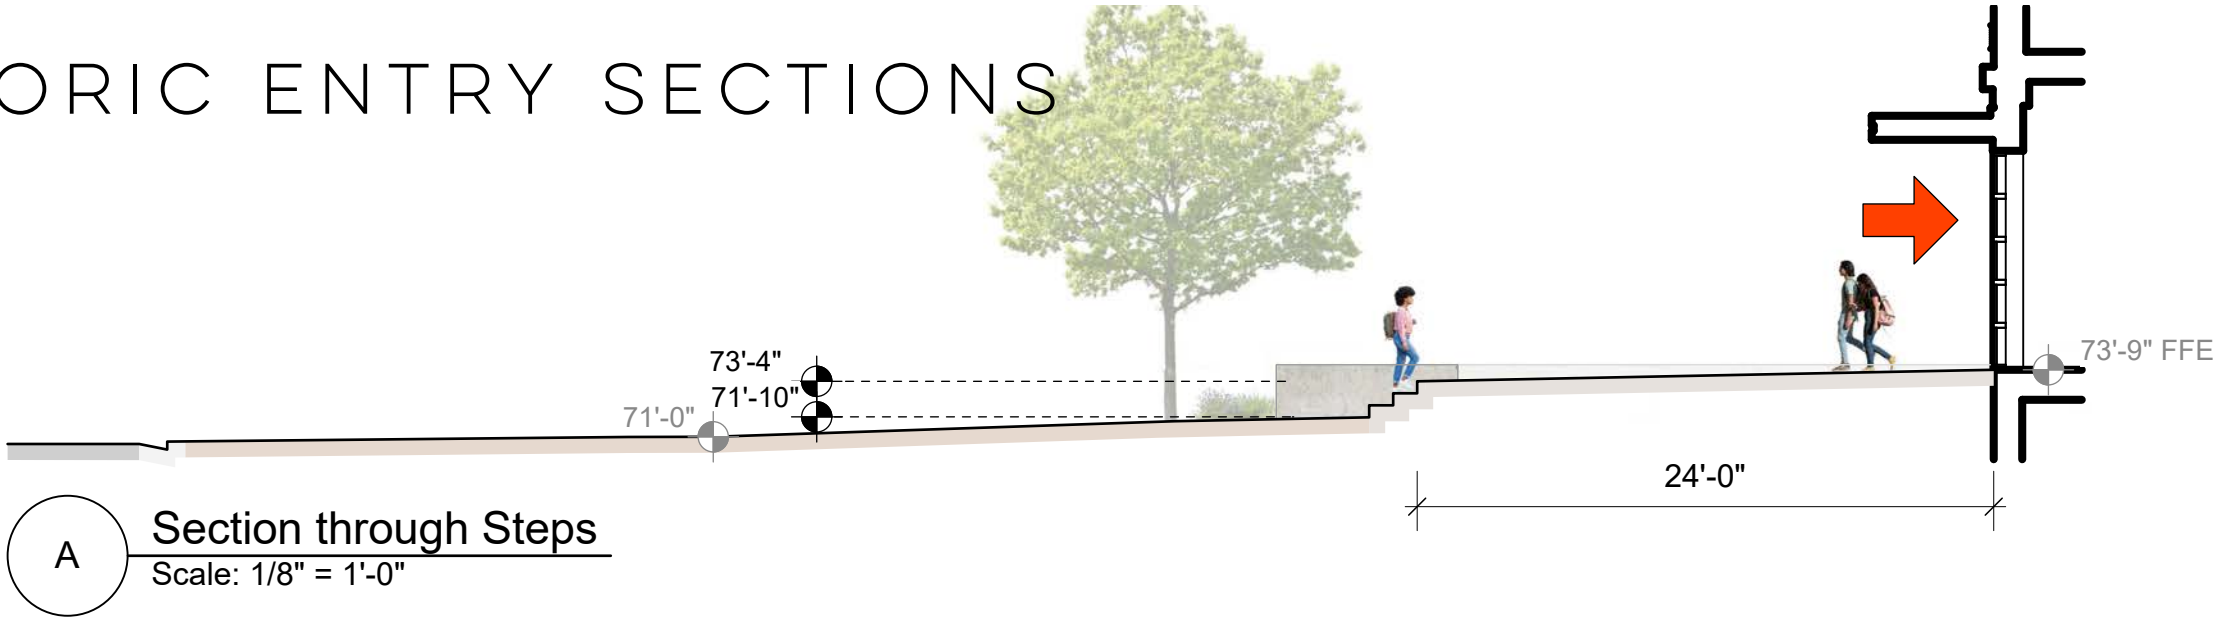 ORIC ENTRY SECTIONS
73'-4"
71'-10"
71'-0"
73'-9" FFE
24'-0"
A
Section through Steps
Scale: 1/8" = 1'-0"